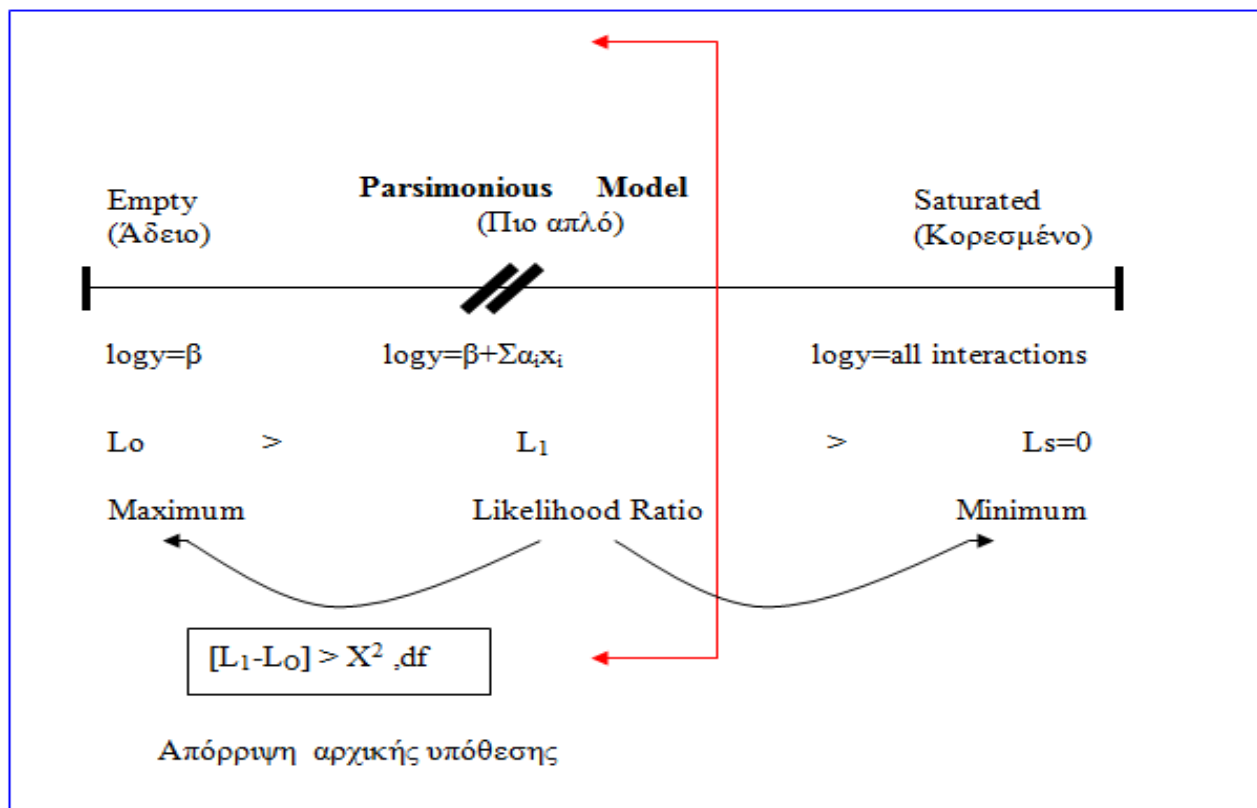 Parsimonious Model
Empty (Πιο απλό) Saturated
(Άδειο) (Κορεσμένο)
logy=β logy=β+Σαᵢxᵢ logy=all interactions
Lo > L₁ > Ls=0
Maximum Likelihood Ratio Minimum
[L₁-L₀] > X² ,df
Απόρριψη αρχικής υπόθεσης